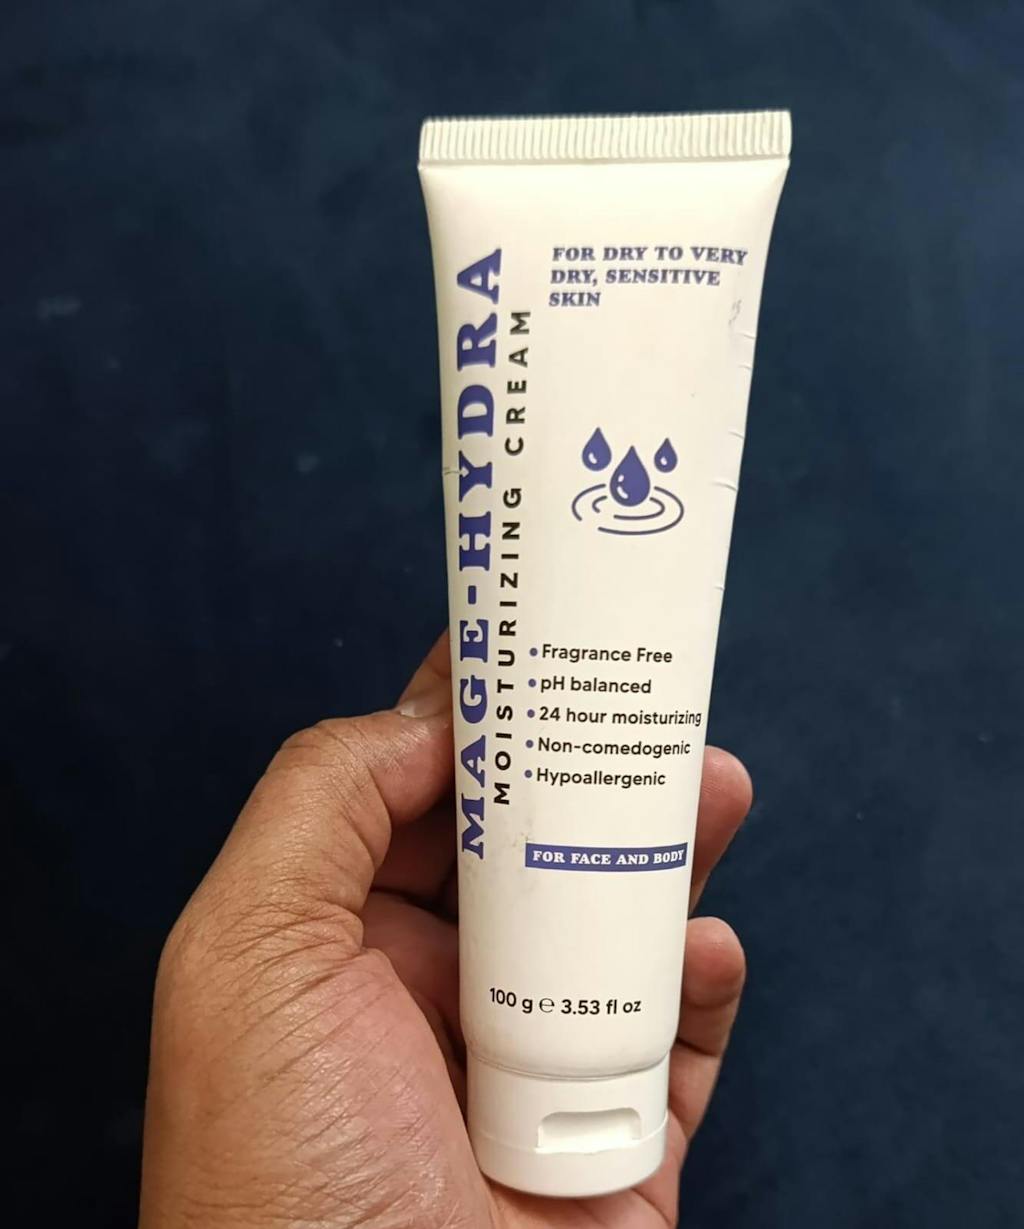 MAGE-HYDRA
MOISTURIZING CREAM
FOR DRY TO VERY
DRY, SENSITIVE
SKIN
•Fragrance Free
•pH balanced
•24 hour moisturizing
•Non-comedogenic
•Hypoallergenic
FOR FACE AND BODY
100 g ℮ 3.53 fl oz